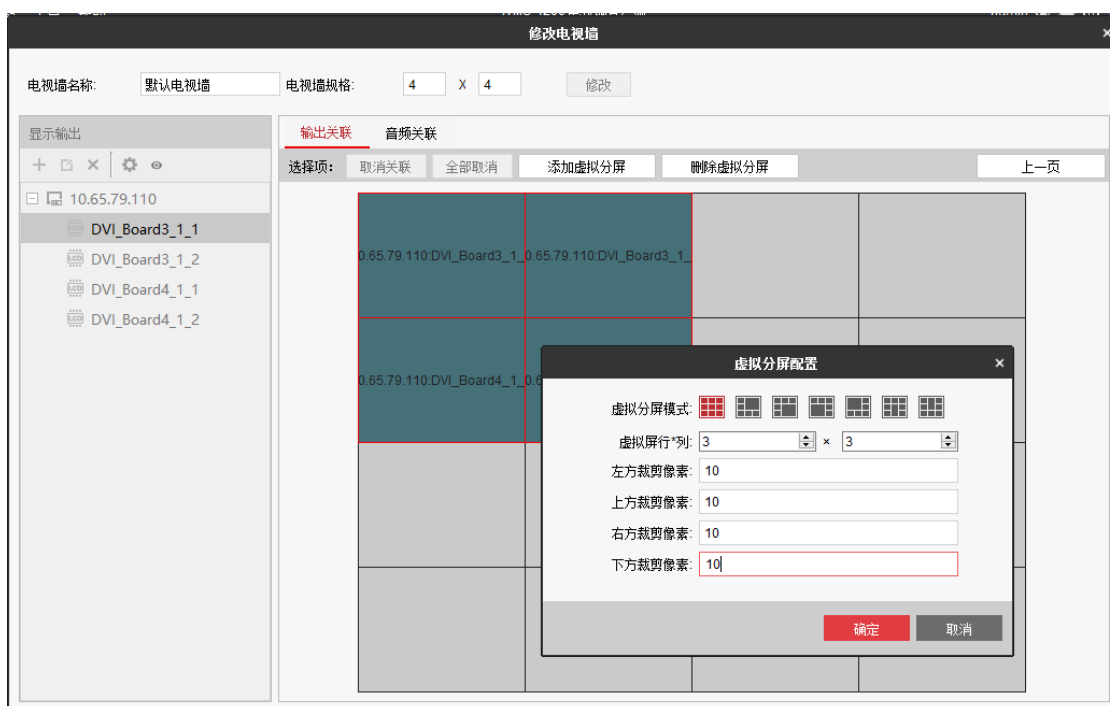 修改电视墙
×
电视墙名称: 默认电视墙 电视墙规格: 4 X 4 修改
显示输出
输出关联 音频关联
选择项: 取消关联 全部取消 添加虚拟分屏 删除虚拟分屏 上一页
10.65.79.110
DVI_Board3_1_1
DVI_Board3_1_2
DVI_Board4_1_1
DVI_Board4_1_2
0.65.79.110:DVI_Board3_1_ 0.65.79.110:DVI_Board3_1_
0.65.79.110:DVI_Board4_1_
虚拟分屏配置 ×
虚拟分屏模式:
虚拟屏行*列: 3 × 3
左方裁剪像素: 10
上方裁剪像素: 10
右方裁剪像素: 10
下方裁剪像素: 10
确定 取消